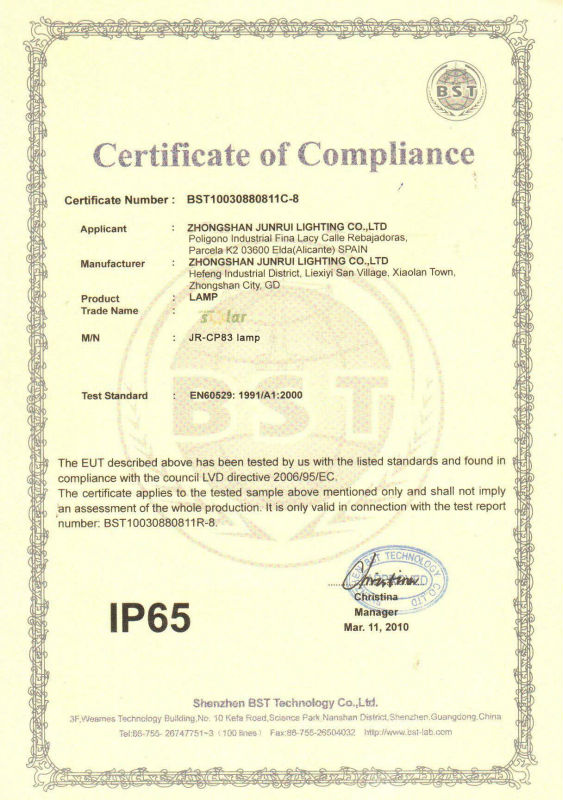 BST
Certificate of Compliance
Certificate Number : BST10030880811C-8
Applicant : ZHONGSHAN JUNRUI LIGHTING CO.,LTD
Poligono Industrial Fina Lacy Calle Rebajadoras,
Parcela K2 03600 Elda(Alicante) SPAIN
Manufacturer : ZHONGSHAN JUNRUI LIGHTING CO.,LTD
Hefeng Industrial District, Liexiyi San Village, Xiaolan Town,
Zhongshan City, GD
Product : LAMP
Trade Name :
M/N : JR-CP83 lamp
BST
Test Standard : EN60529: 1991/A1:2000
The EUT described above has been tested by us with the listed standards and found in
compliance with the council LVD directive 2006/95/EC.
The certificate applies to the tested sample above mentioned only and shall not imply
an assessment of the whole production. It is only valid in connection with the test report
number: BST10030880811R-8.
BST TECHNOLOGY CO LTD
Christina
Christina
Manager
Mar. 11, 2010
IP65
Shenzhen BST Technology Co.,Ltd.
3F,Weames Technology Building,No. 10 Kefa Road,Science Park,Nanshan District,Shenzhen,Guangdong,China
Tel:86-755- 26747751~3 (100 lines) Fax:86-755-26504032 http://www.bst-lab.com